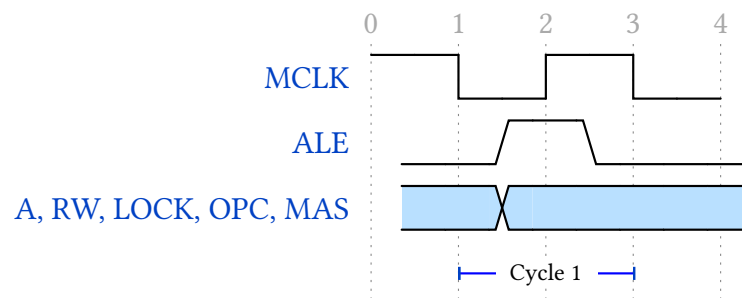 0 1 2 3 4
MCLK
ALE
A, RW, LOCK, OPC, MAS
Cycle 1